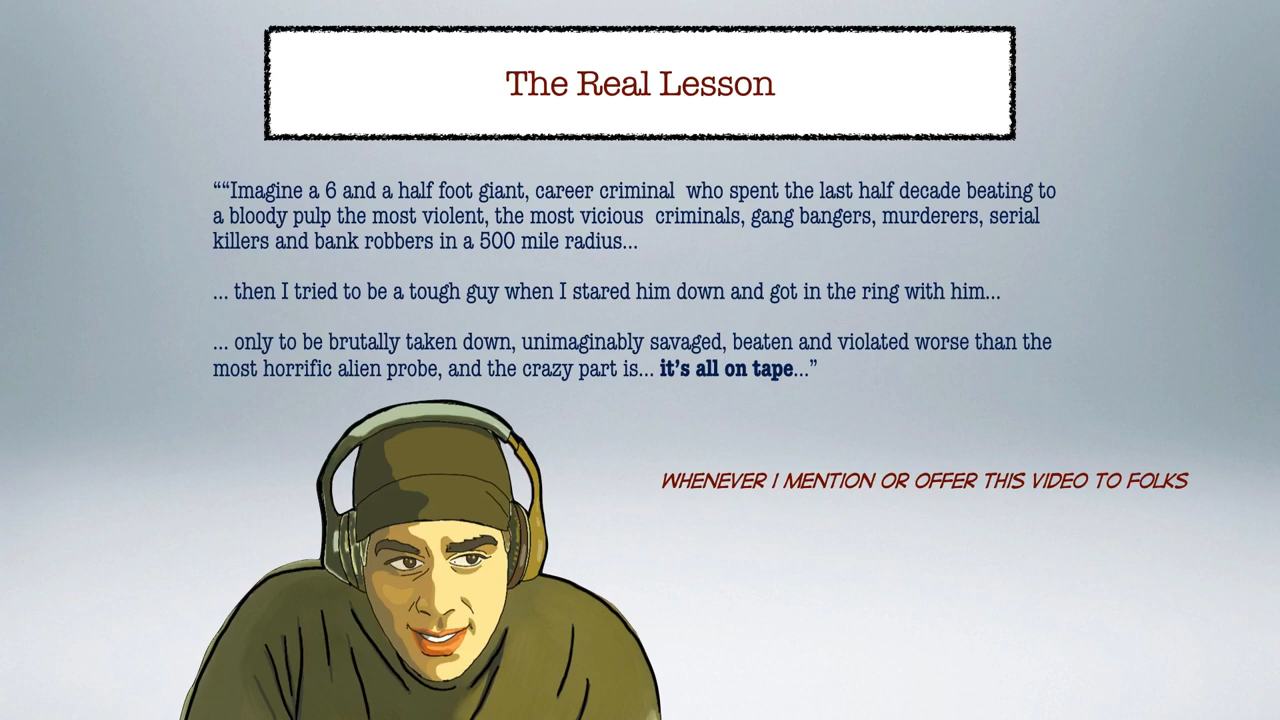 The Real Lesson
““Imagine a 6 and a half foot giant, career criminal  who spent the last half decade beating to
a bloody pulp the most violent, the most vicious  criminals, gang bangers, murderers, serial
killers and bank robbers in a 500 mile radius...
... then I tried to be a tough guy when I stared him down and got in the ring with him...
... only to be brutally taken down, unimaginably savaged, beaten and violated worse than the
most horrific alien probe, and the crazy part is... it’s all on tape...”
WHENEVER I MENTION OR OFFER THIS VIDEO TO FOLKS